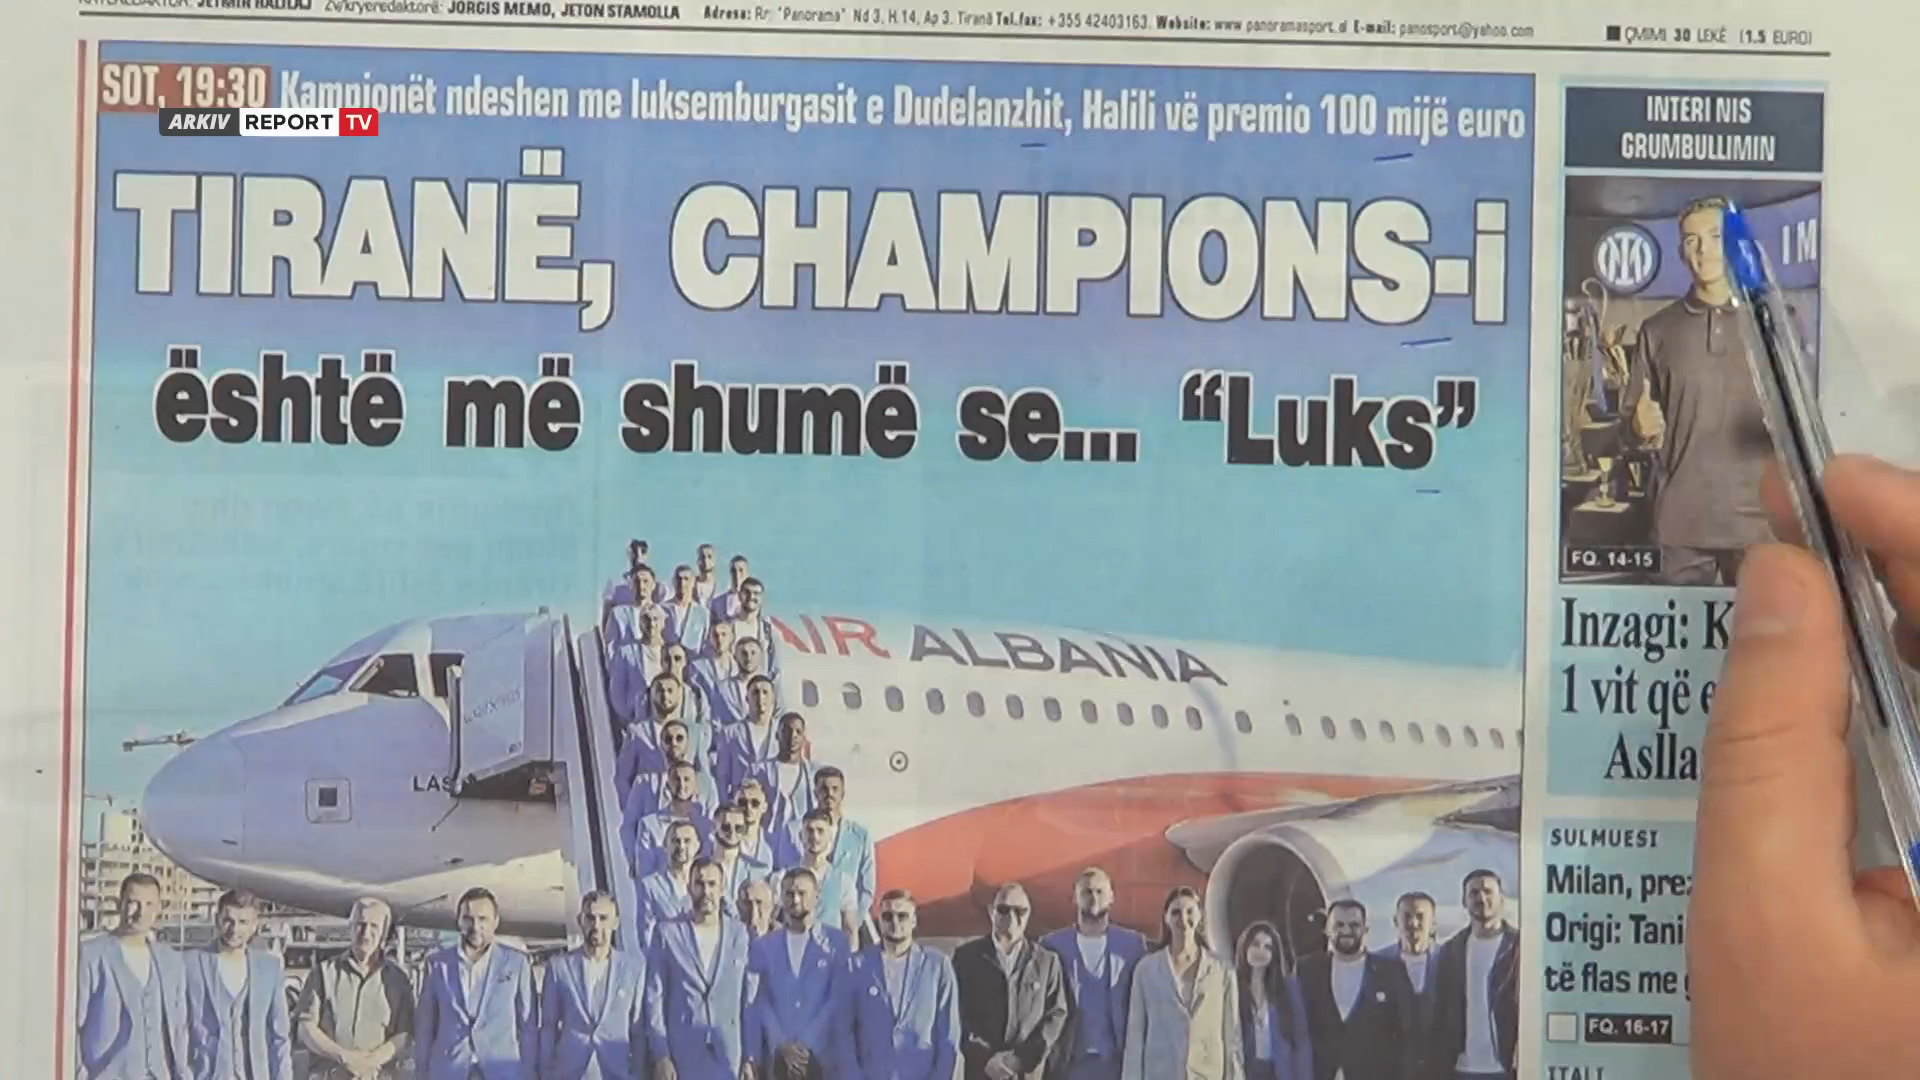 Zv/kryeredaktorë: JORGIS MEMO, JETON STAMOLLA Adresa: Rr. "Panorama" Nd 3, H.14, Ap 3. Tiranë Tel.fax: +355 42403163. Website: www.panoramasport.al E-mail: panosport@yahoo.com
ÇMIMI 30 LEKË (1.5 EURO)
SOT, 19:30 Kampionët ndeshen me luksemburgasit e Dudelanzhit, Halili vë premio 100 mijë euro
ARKIV REPORT TV
TIRANË, CHAMPIONS-i
është më shumë se... “Luks”
AIR ALBANIA
INTERI NIS
GRUMBULLIMIN
I M
FQ. 14-15
Inzagi: K
1 vit që
Aslla
SULMUESI
Milan, pre
Origi: Tani
të flas me
FQ. 16-17
ITALI